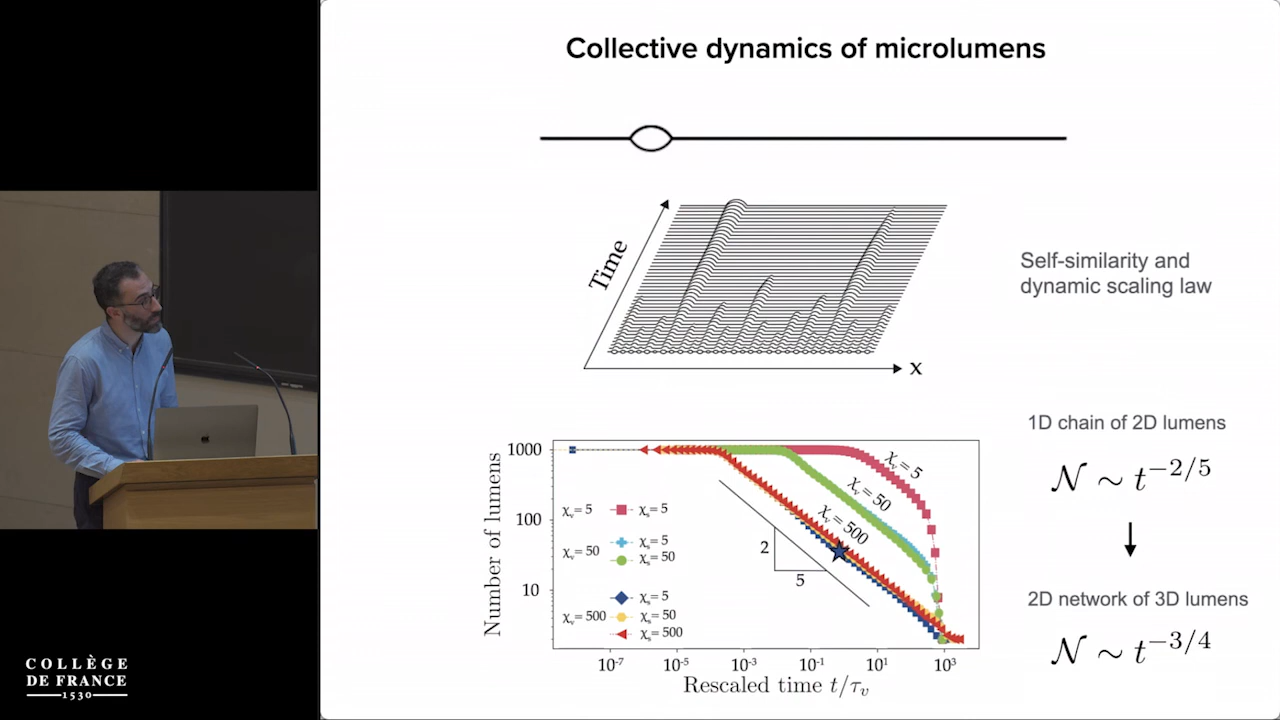 Collective dynamics of microlumens
Time
x
Self-similarity and
dynamic scaling law
Number of lumens
1000
100
10
χᵥ= 5
χₛ= 5
χᵥ= 50
χₛ= 5
χₛ= 50
χᵥ= 500
χₛ= 5
χₛ= 50
χₛ= 500
χᵥ= 5
χᵥ= 50
χᵥ= 500
2
5
10⁻⁷
10⁻⁵
10⁻³
10⁻¹
10¹
10³
Rescaled time t/τᵥ
1D chain of 2D lumens
𝒩 ∼ t⁻²/⁵
2D network of 3D lumens
𝒩 ∼ t⁻³/⁴
COLLÈGE
DE FRANCE
1530